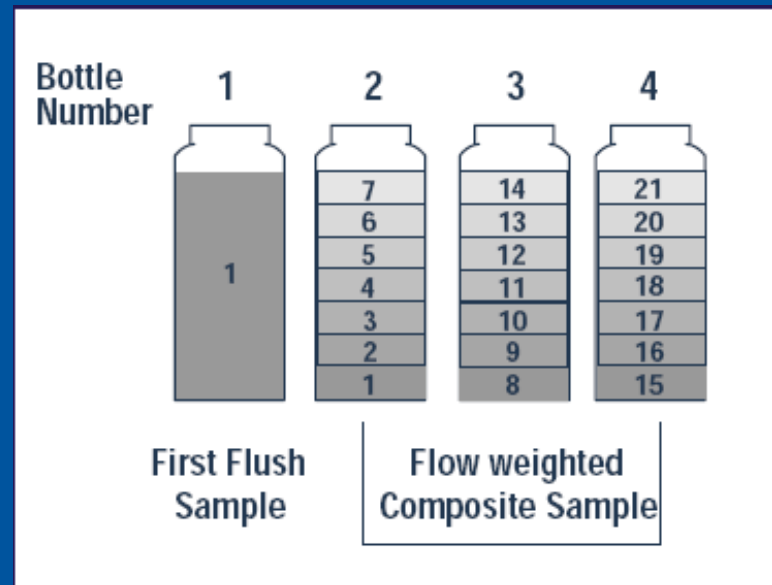 Bottle
Number
1 2 3 4
1
7 14 21
6 13 20
5 12 19
4 11 18
3 10 17
2 9 16
1 8 15
First Flush
Sample
Flow weighted
Composite Sample